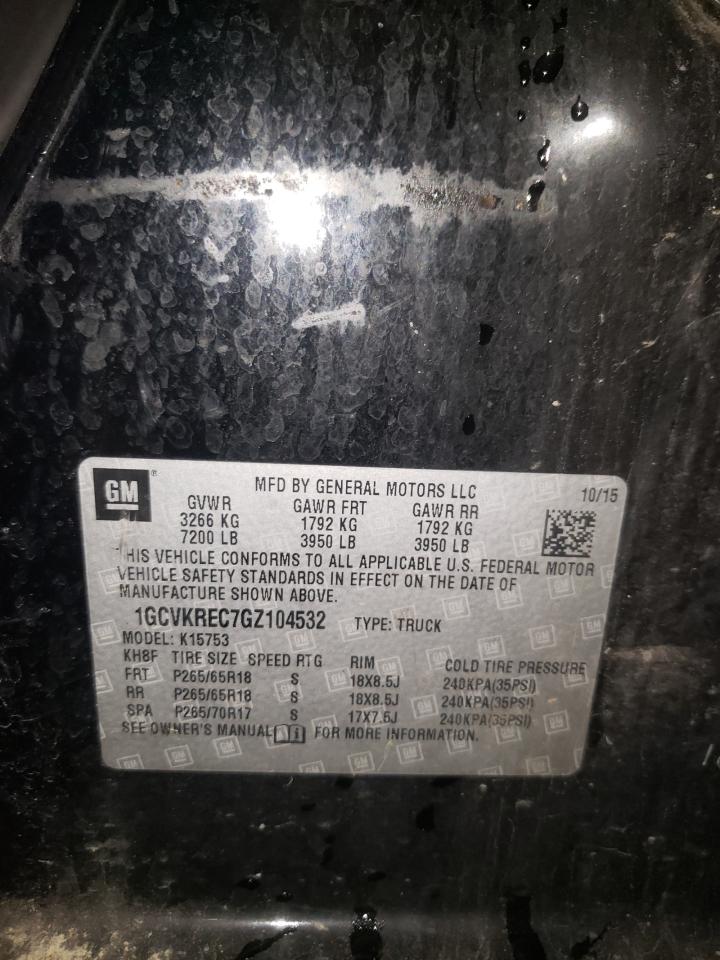 GM ®
MFD BY GENERAL MOTORS LLC
10/15
GVWR GAWR FRT GAWR RR
3266 KG 1792 KG 1792 KG
7200 LB 3950 LB 3950 LB
THIS VEHICLE CONFORMS TO ALL APPLICABLE U.S. FEDERAL MOTOR
VEHICLE SAFETY STANDARDS IN EFFECT ON THE DATE OF
MANUFACTURE SHOWN ABOVE.
1GCVKREC7GZ104532 TYPE: TRUCK
MODEL: K15753
KH8F TIRE SIZE SPEED RTG RIM COLD TIRE PRESSURE
FRT P265/65R18 S 18X8.5J 240KPA(35PSI)
RR P265/65R18 S 18X8.5J 240KPA(35PSI)
SPA P265/70R17 S 17X7.5J 240KPA(35PSI)
SEE OWNER'S MANUAL FOR MORE INFORMATION.